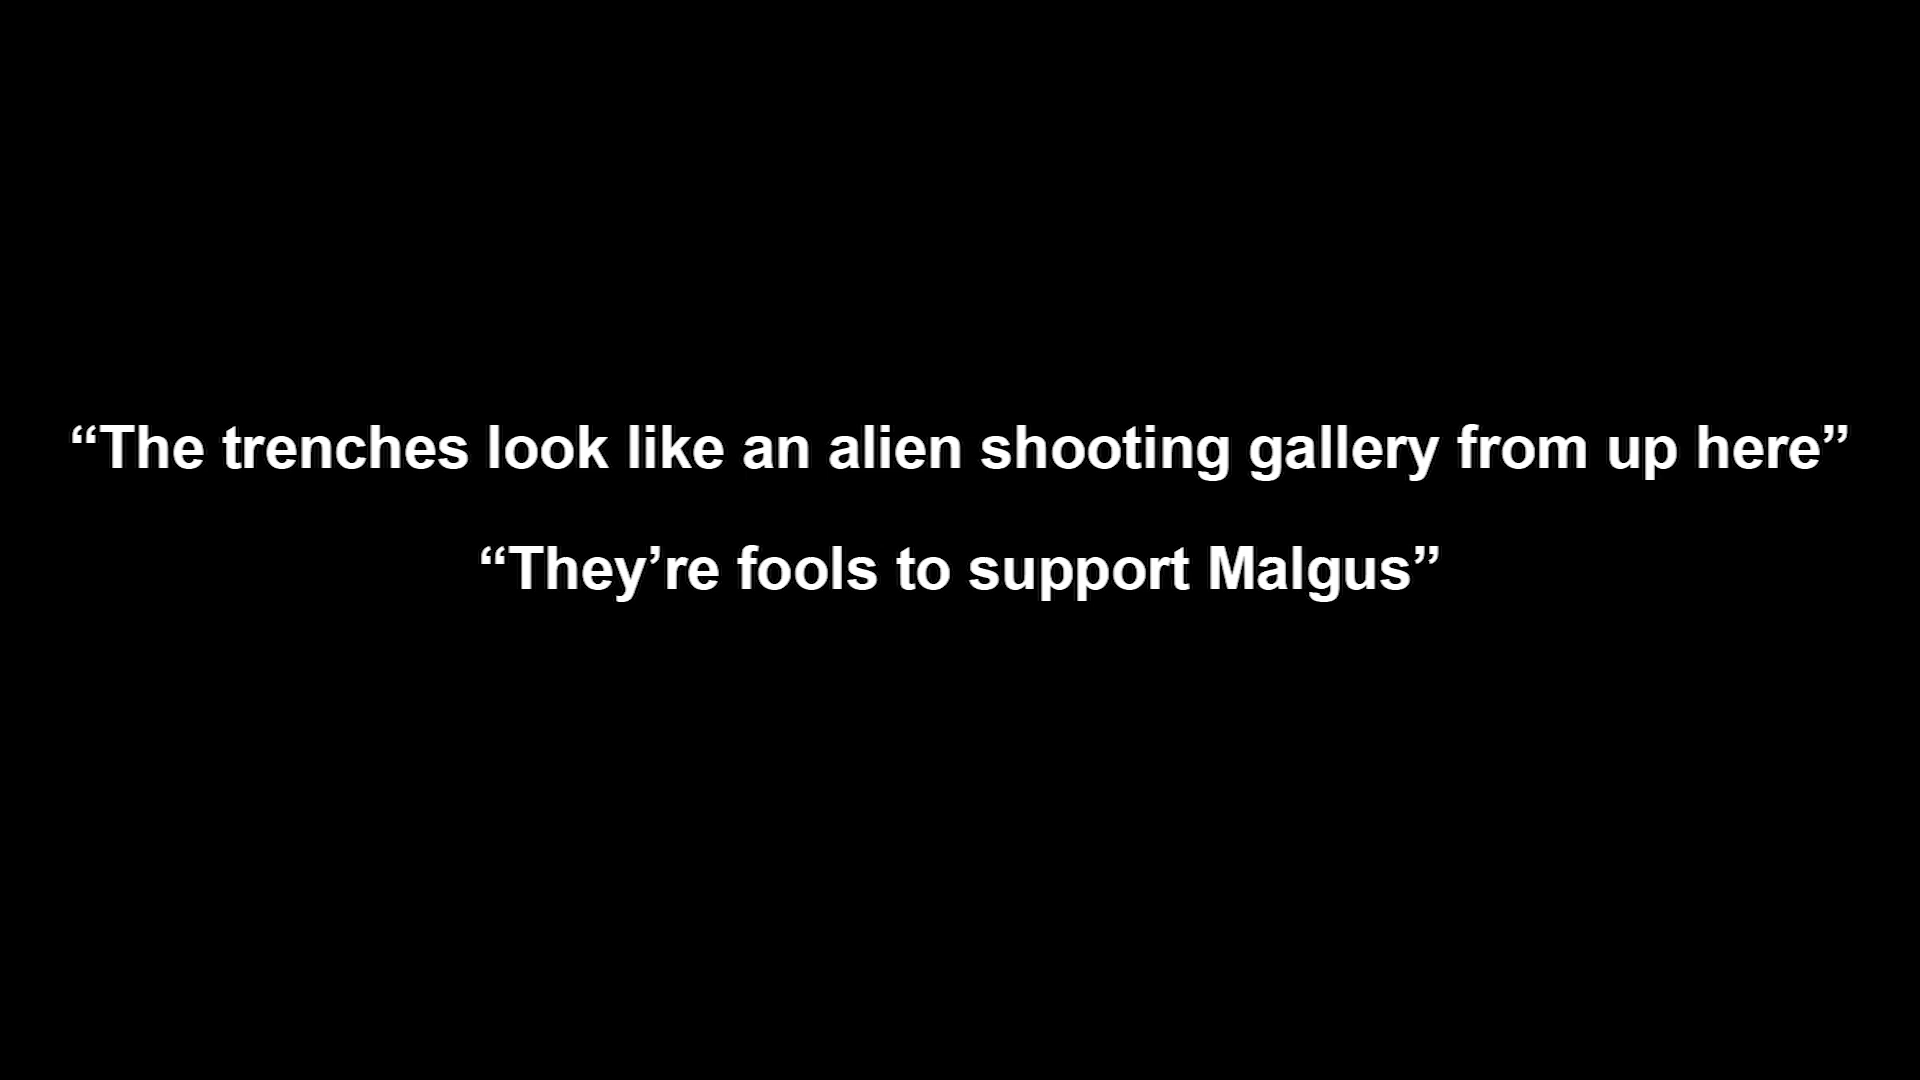 “The trenches look like an alien shooting gallery from up here”
“They’re fools to support Malgus”